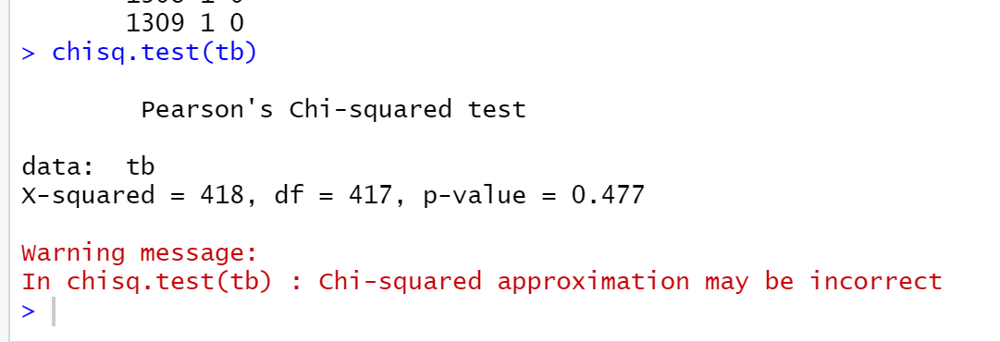 1309 1 0
> chisq.test(tb)
Pearson's Chi-squared test
data:  tb
X-squared = 418, df = 417, p-value = 0.477
Warning message:
In chisq.test(tb) : Chi-squared approximation may be incorrect
>